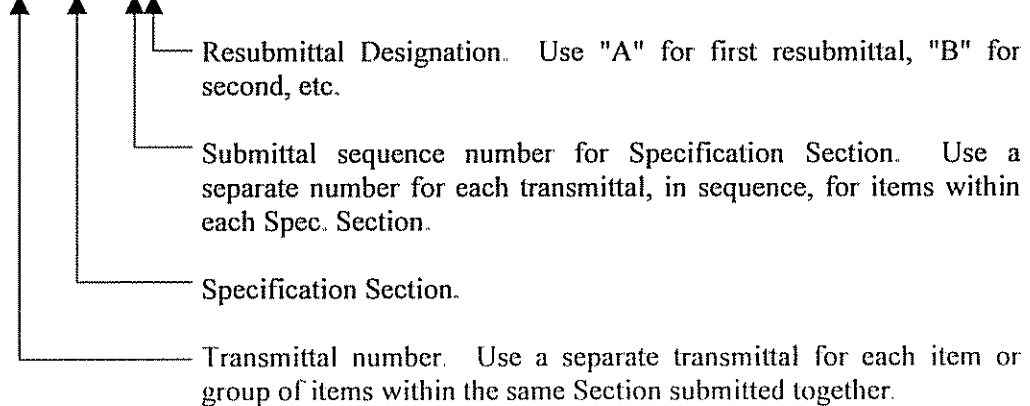 Resubmittal Designation. Use "A" for first resubmittal, "B" for
second, etc.
Submittal sequence number for Specification Section. Use a
separate number for each transmittal, in sequence, for items within
each Spec. Section.
Specification Section.
Transmittal number. Use a separate transmittal for each item or
group of items within the same Section submitted together.